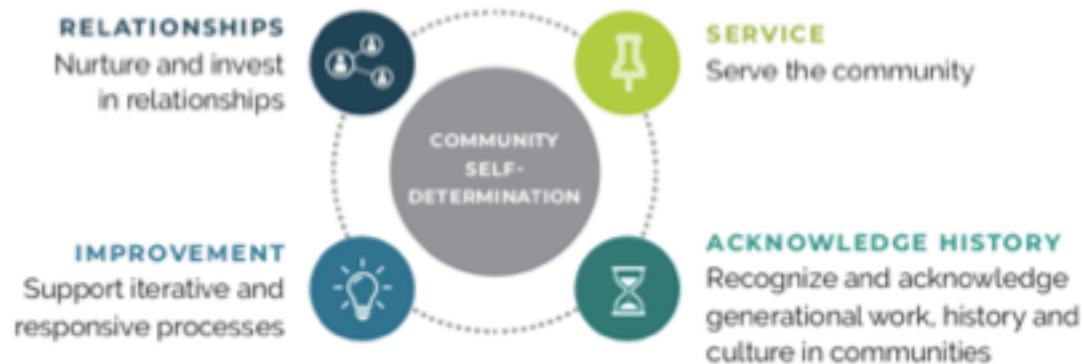 RELATIONSHIPS
Nurture and invest
in relationships
SERVICE
Serve the community
COMMUNITY
SELF-
DETERMINATION
IMPROVEMENT
Support iterative and
responsive processes
ACKNOWLEDGE HISTORY
Recognize and acknowledge
generational work, history and
culture in communities